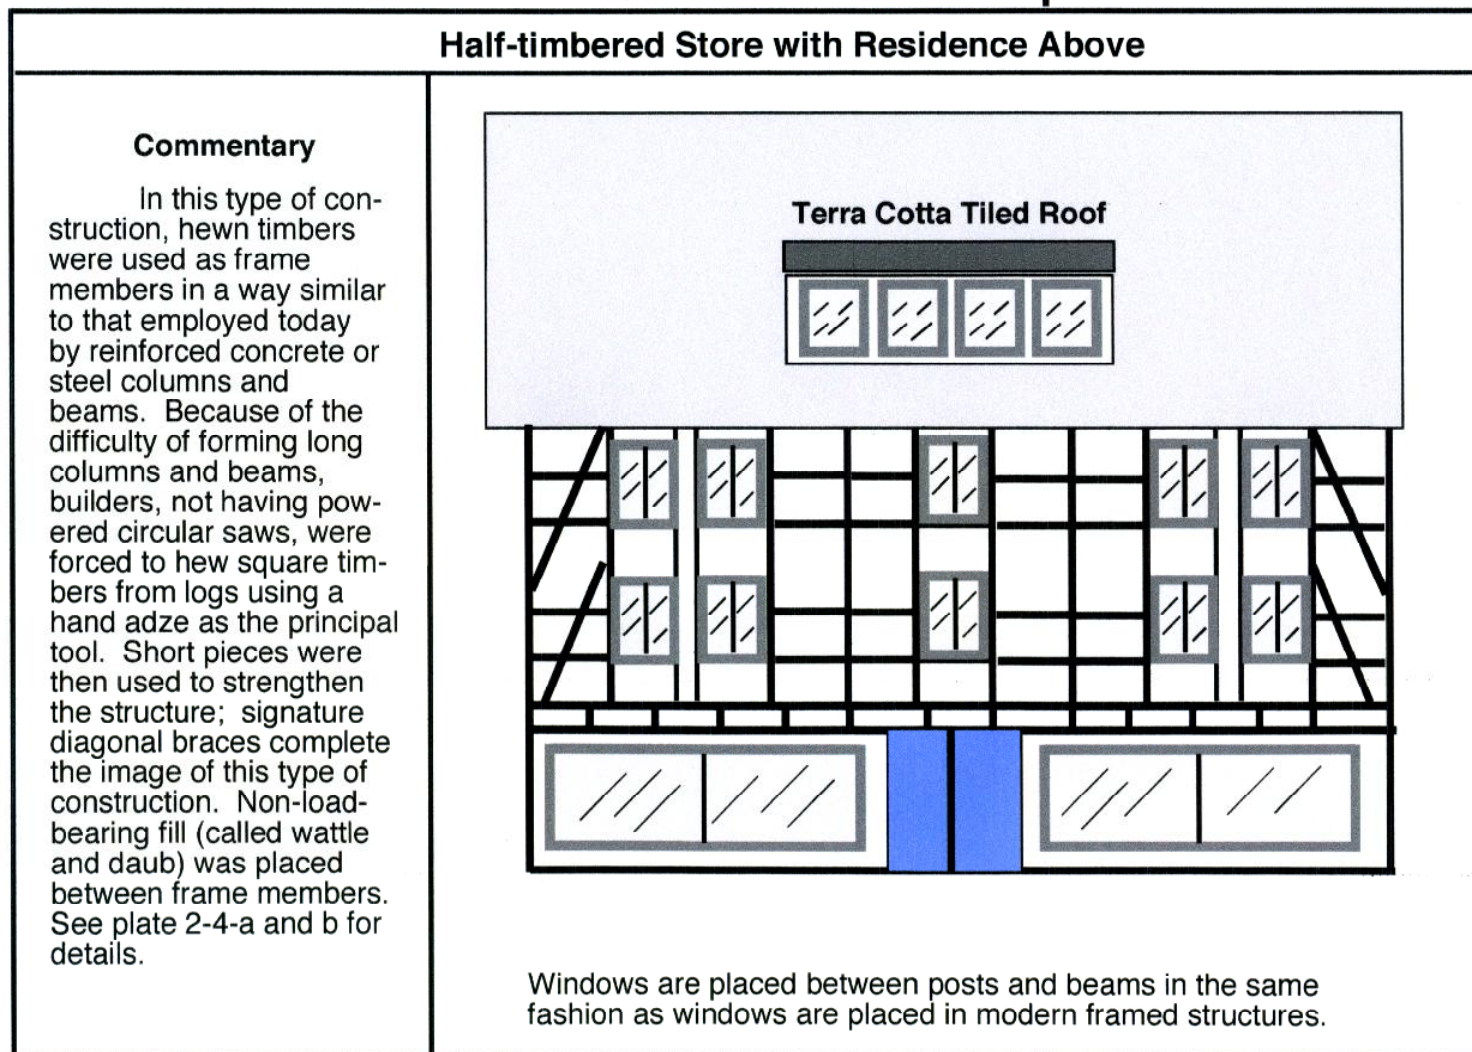 Half-timbered Store with Residence Above
Commentary
In this type of con-
struction, hewn timbers
were used as frame
members in a way similar
to that employed today
by reinforced concrete or
steel columns and
beams.  Because of the
difficulty of forming long
columns and beams,
builders, not having pow-
ered circular saws, were
forced to hew square tim-
bers from logs using a
hand adze as the principal
tool.  Short pieces were
then used to strengthen
the structure;  signature
diagonal braces complete
the image of this type of
construction.  Non-load-
bearing fill (called wattle
and daub) was placed
between frame members.
See plate 2-4-a and b for
details.
Terra Cotta Tiled Roof
Windows are placed between posts and beams in the same
fashion as windows are placed in modern framed structures.